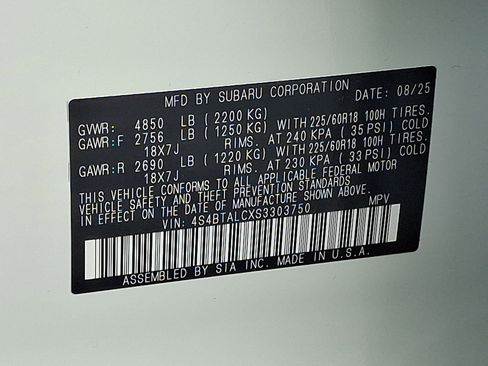 MFD BY SUBARU CORPORATION DATE: 08/25
GVWR: 4850 LB ( 2200 KG)
GAWR:F 2756 LB ( 1250 KG) WITH 225/60R18 100H TIRES.
18X7J RIMS. AT 240 KPA ( 35 PSI) COLD
GAWR:R 2690 LB ( 1220 KG) WITH 225/60R18 100H TIRES.
18X7J RIMS. AT 230 KPA ( 33 PSI) COLD
THIS VEHICLE CONFORMS TO ALL APPLICABLE FEDERAL MOTOR
VEHICLE SAFETY AND THEFT PREVENTION STANDARDS
IN EFFECT ON THE DATE OF MANUFACTURE SHOWN ABOVE.
VIN: 4S4BTALCXS3303750 MPV
ASSEMBLED BY SIA INC. MADE IN U.S.A.